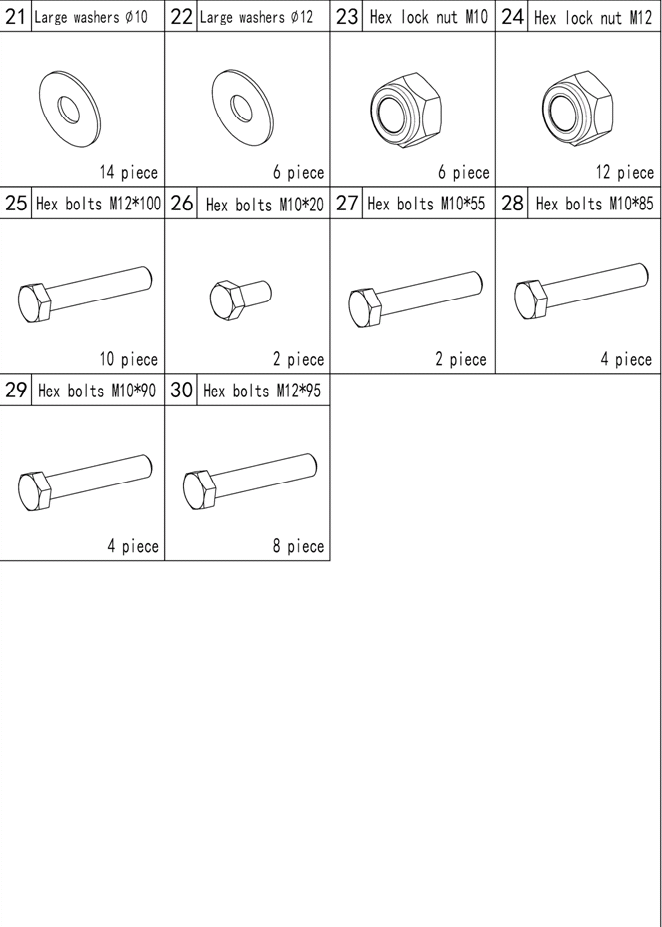 21 Large washers Ø10
22 Large washers Ø12
23 Hex lock nut M10
24 Hex lock nut M12
14 piece
6 piece
6 piece
12 piece
25 Hex bolts M12*100
26 Hex bolts M10*20
27 Hex bolts M10*55
28 Hex bolts M10*85
10 piece
2 piece
2 piece
4 piece
29 Hex bolts M10*90
30 Hex bolts M12*95
4 piece
8 piece